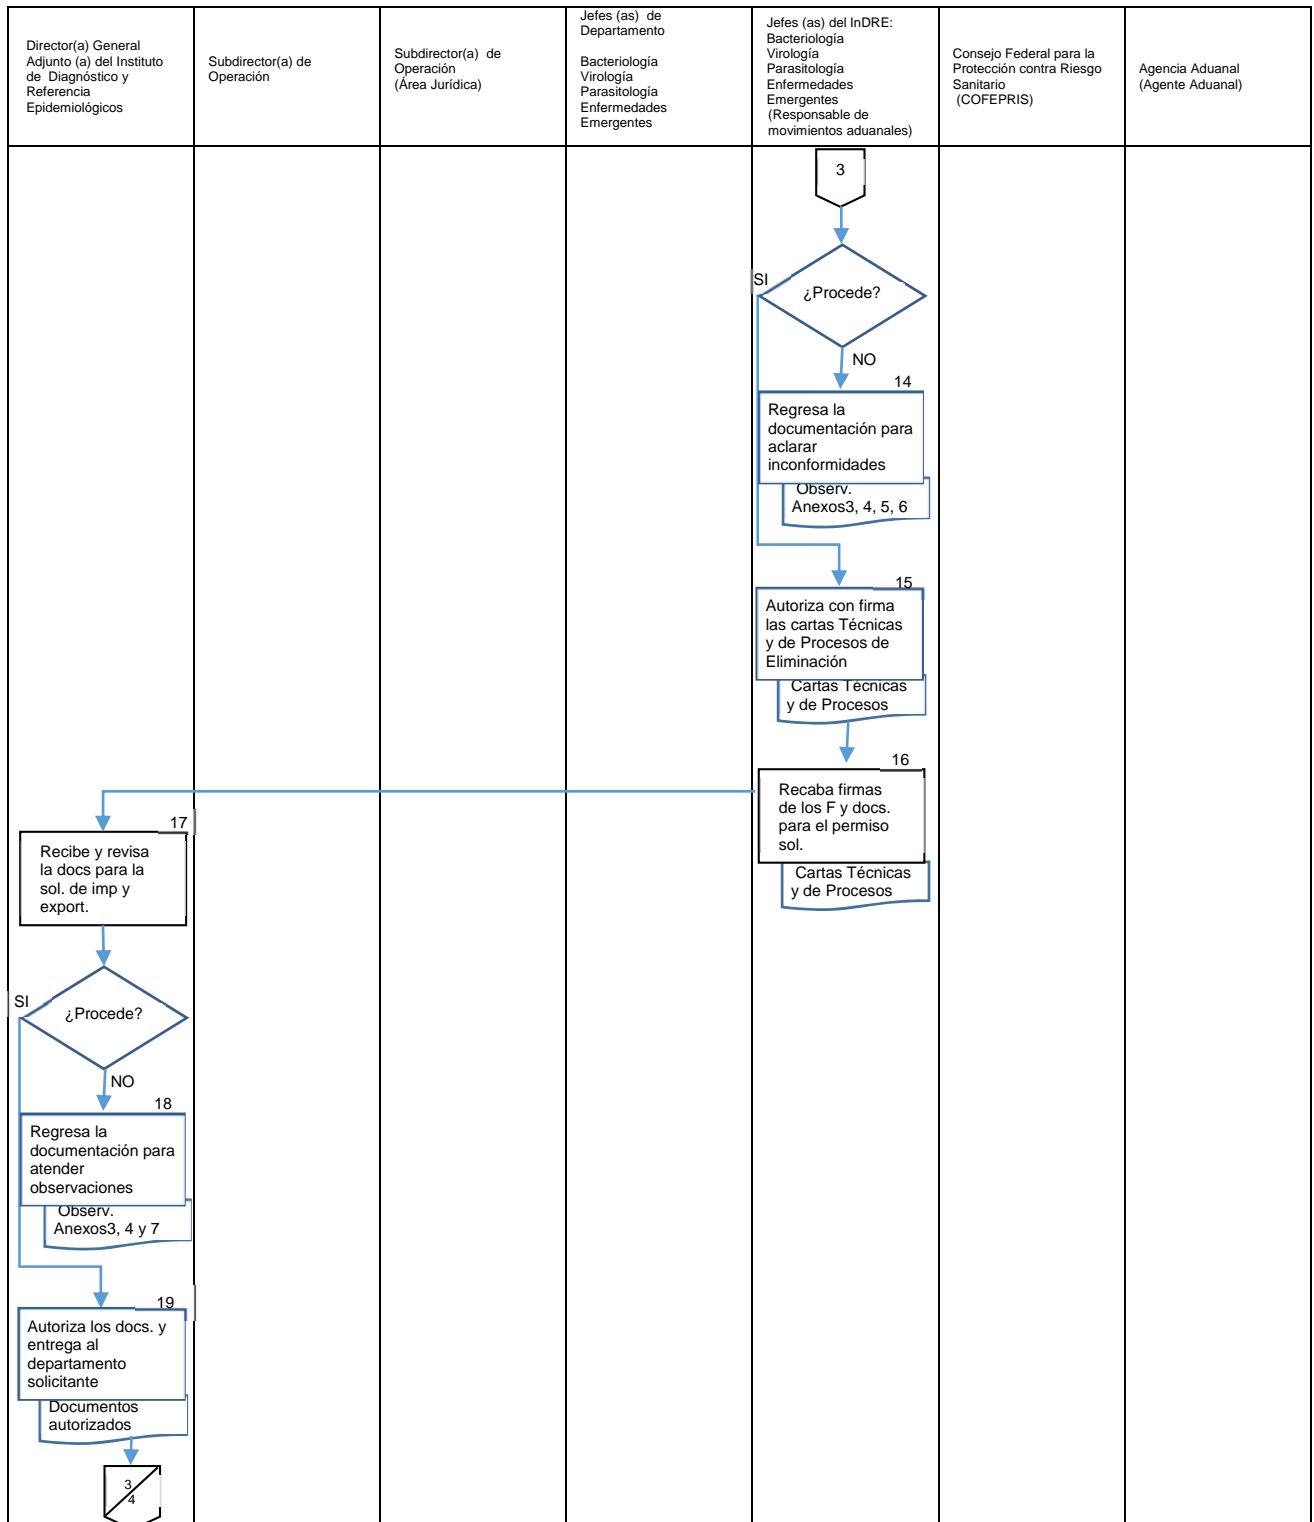 Director(a) General
Adjunto (a) del Instituto
de Diagnóstico y
Referencia
Epidemiológicos
Subdirector(a) de
Operación
Subdirector(a) de
Operación
(Área Jurídica)
Jefes (as) de
Departamento
Bacteriología
Virología
Parasitología
Enfermedades
Emergentes
Jefes (as) del InDRE:
Bacteriología
Virología
Parasitología
Enfermedades
Emergentes
(Responsable de
movimientos aduanales)
Consejo Federal para la
Protección contra Riesgo
Sanitario
(COFEPRIS)
Agencia Aduanal
(Agente Aduanal)
3
SI
¿Procede?
NO
14
Regresa la
documentación para
aclarar
inconformidades
Observ.
Anexos3, 4, 5, 6
15
Autoriza con firma
las cartas Técnicas
y de Procesos de
Eliminación
Cartas Técnicas
y de Procesos
16
Recaba firmas
de los F y docs.
para el permiso
sol.
Cartas Técnicas
y de Procesos
17
Recibe y revisa
la docs para la
sol. de imp y
export.
SI
¿Procede?
NO
18
Regresa la
documentación para
atender
observaciones
Observ.
Anexos3, 4 y 7
19
Autoriza los docs. y
entrega al
departamento
solicitante
Documentos
autorizados
3
4